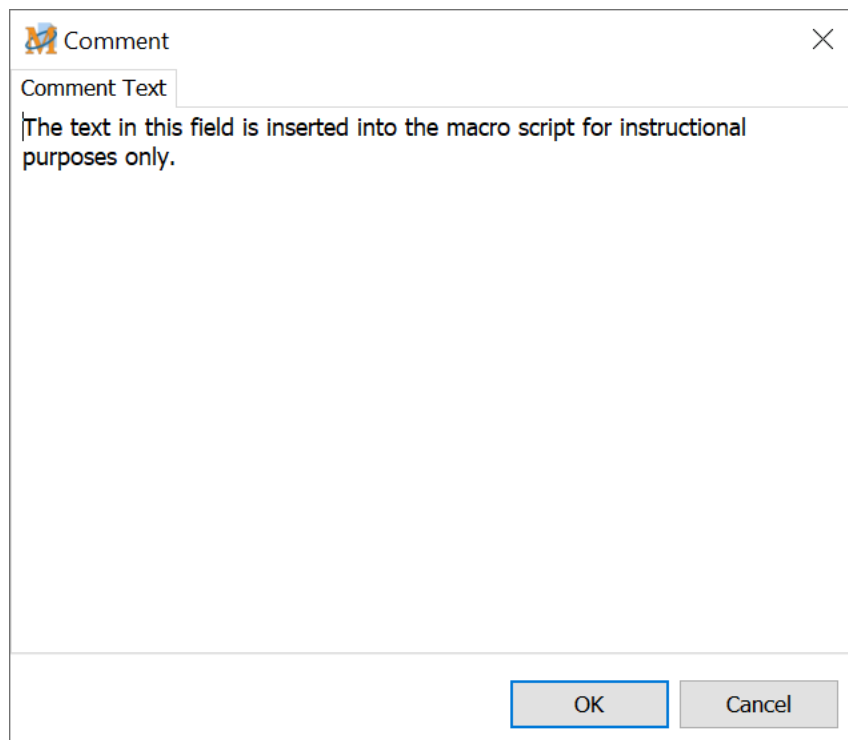 Comment
Comment Text
The text in this field is inserted into the macro script for instructional
purposes only.
OK
Cancel